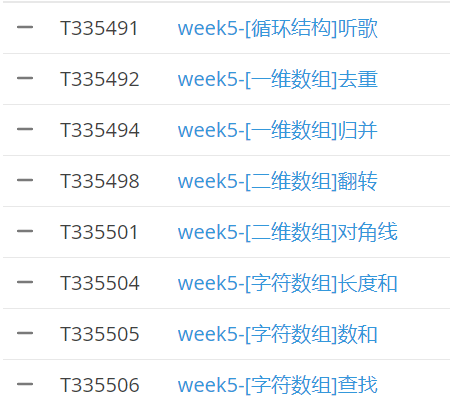 T335491 week5-[循环结构]听歌
T335492 week5-[一维数组]去重
T335494 week5-[一维数组]归并
T335498 week5-[二维数组]翻转
T335501 week5-[二维数组]对角线
T335504 week5-[字符数组]长度和
T335505 week5-[字符数组]数和
T335506 week5-[字符数组]查找